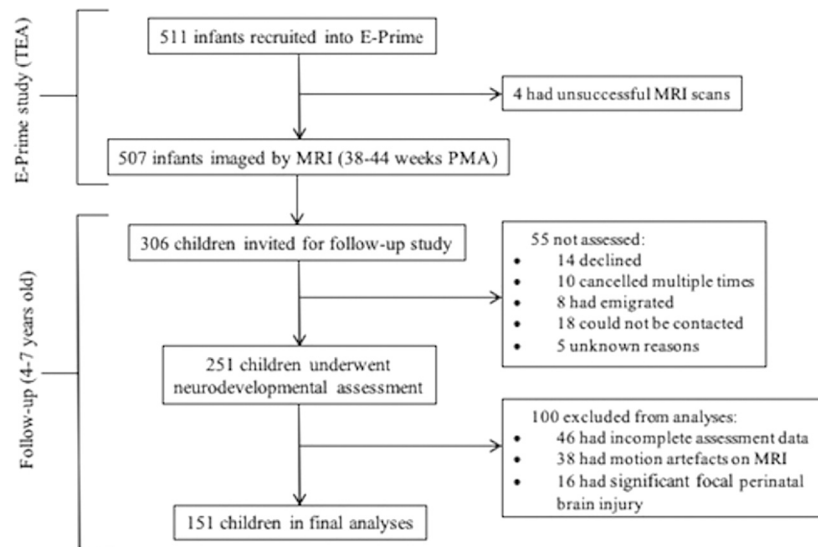 E-Prime study (TEA)
511 infants recruited into E-Prime
4 had unsuccessful MRI scans
507 infants imaged by MRI (38-44 weeks PMA)
Follow-up (4-7 years old)
306 children invited for follow-up study
55 not assessed:
• 14 declined
• 10 cancelled multiple times
• 8 had emigrated
• 18 could not be contacted
• 5 unknown reasons
251 children underwent
neurodevelopmental assessment
100 excluded from analyses:
• 46 had incomplete assessment data
• 38 had motion artefacts on MRI
• 16 had significant focal perinatal
brain injury
151 children in final analyses